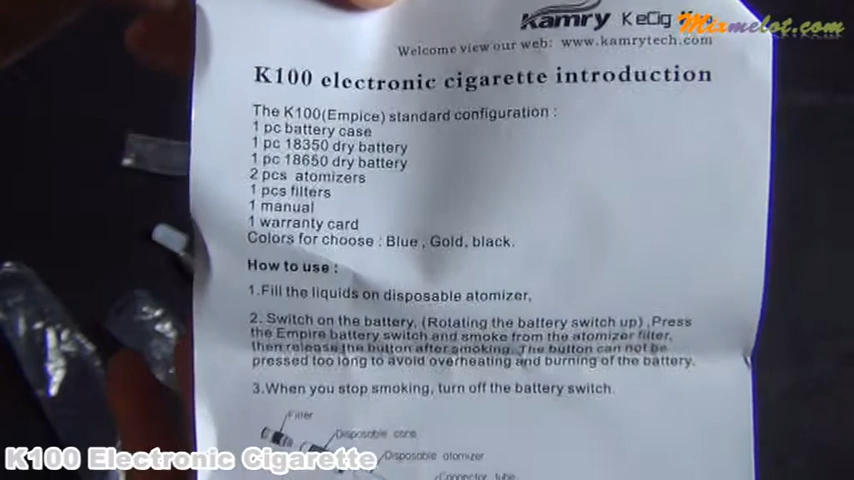 Kamry KeCig
Mixmelot.com
Welcome view our web: www.kamrytech.com
K100 electronic cigarette introduction
The K100(Empice) standard configuration :
1 pc battery case
1 pc 18350 dry battery
1 pc 18650 dry battery
2 pcs atomizers
1 pcs filters
1 manual
1 warranty card
Colors for choose : Blue , Gold, black.
How to use :
1.Fill the liquids on disposable atomizer,
2. Switch on the battery, (Rotating the battery switch up) ,Press
the Empire battery switch and smoke from the atomizer filter,
then release the button after smoking. The button can not be
pressed too long to avoid overheating and burning of the battery.
3.When you stop smoking, turn off the battery switch.
Filter
Disposable cone
Disposable atomizer
Connector tube
K100 Electronic Cigarette